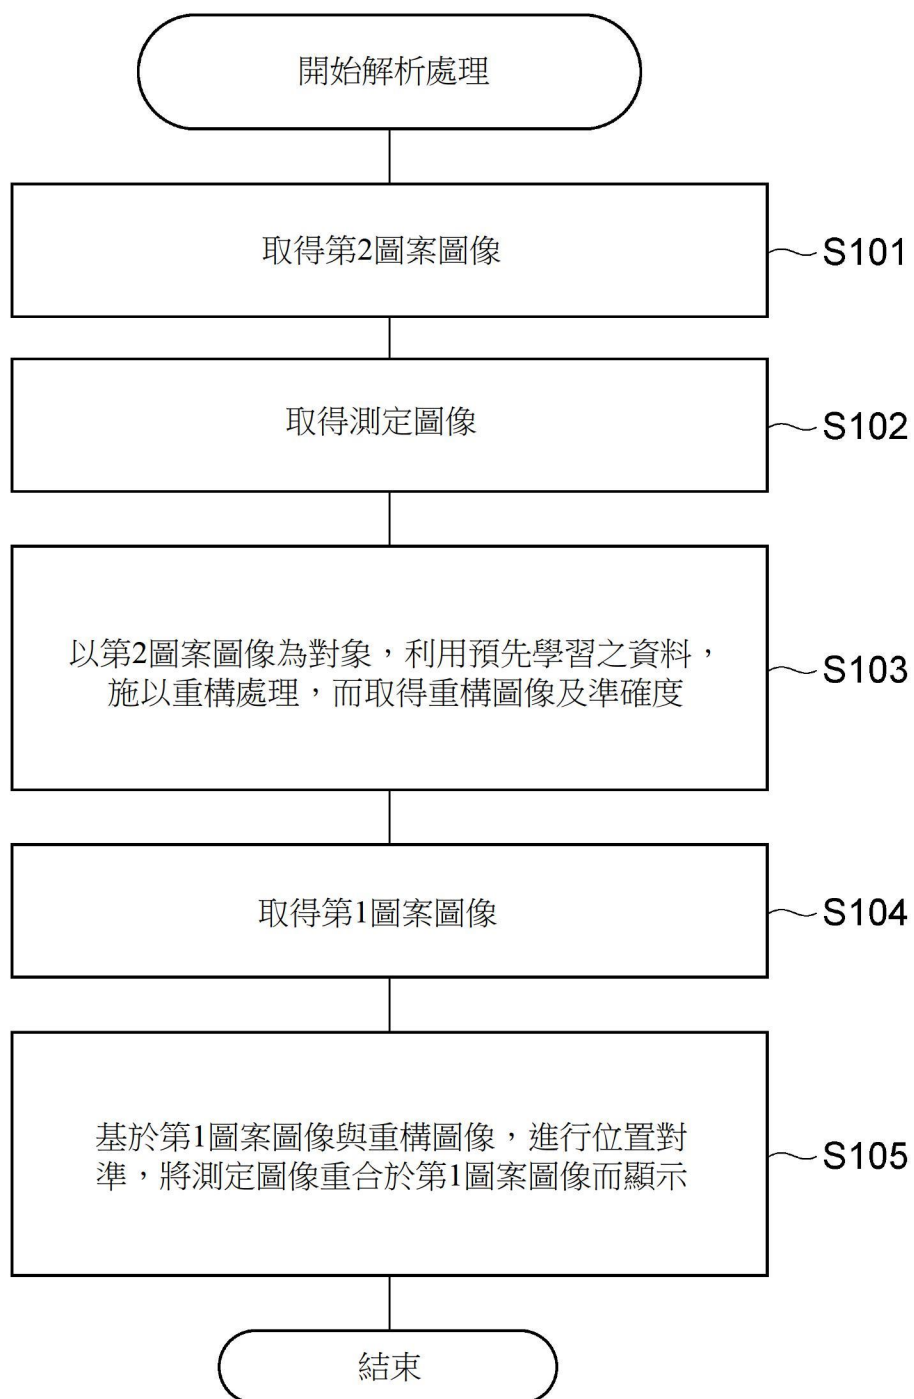 開始解析處理
取得第2圖案圖像
S101
取得測定圖像
S102
以第2圖案圖像為對象，利用預先學習之資料，
施以重構處理，而取得重構圖像及準確度
S103
取得第1圖案圖像
S104
基於第1圖案圖像與重構圖像，進行位置對
準，將測定圖像重合於第1圖案圖像而顯示
S105
結束